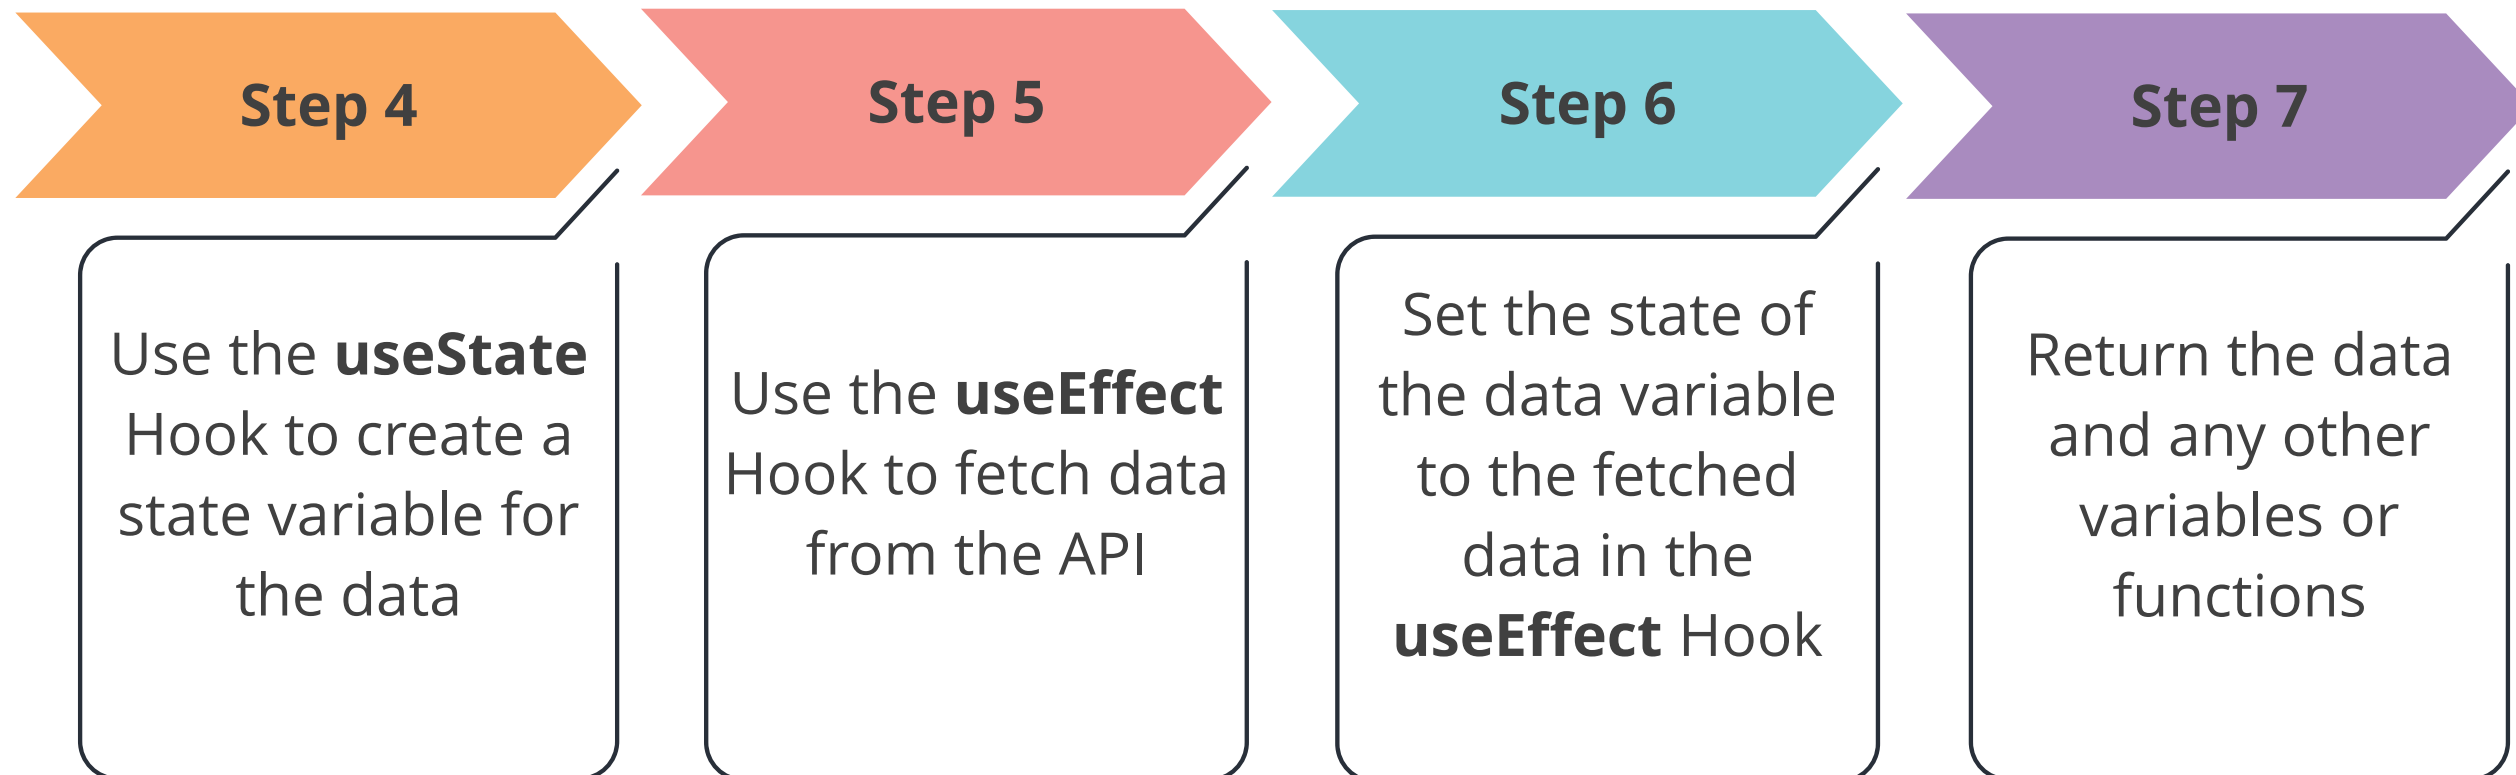 Step 4
Use the useState
Hook to create a
state variable for
the data
Step 5
Use the useEffect
Hook to fetch data
from the API
Step 6
Set the state of
the data variable
to the fetched
data in the
useEffect Hook
Step 7
Return the data
and any other
variables or
functions